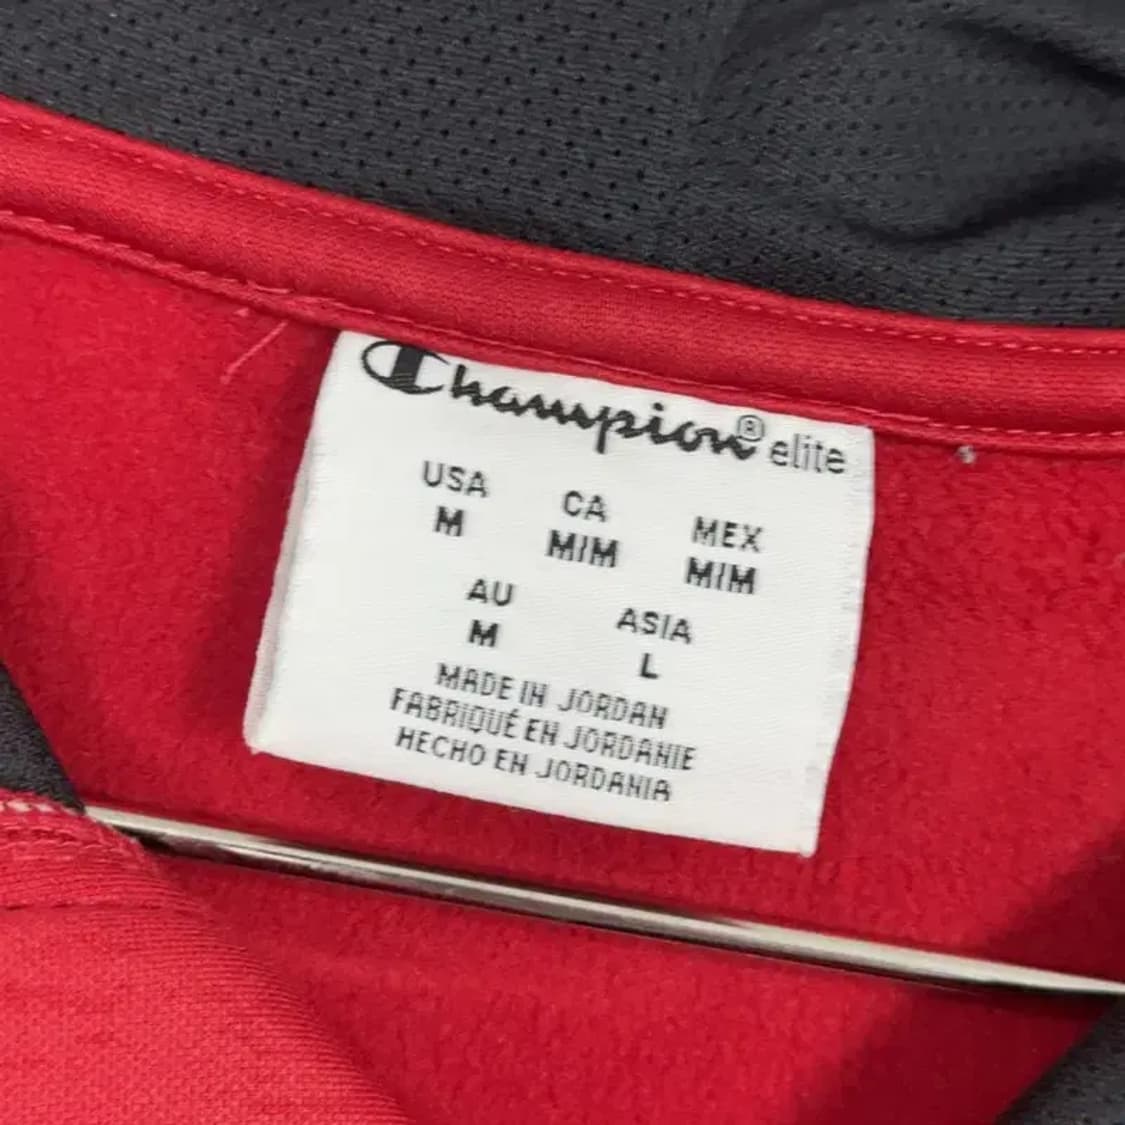 Champion® elite
USA CA MEX
M M/M M/M
AU ASIA
M L
MADE IN JORDAN
FABRIQUÉ EN JORDANIE
HECHO EN JORDANIA